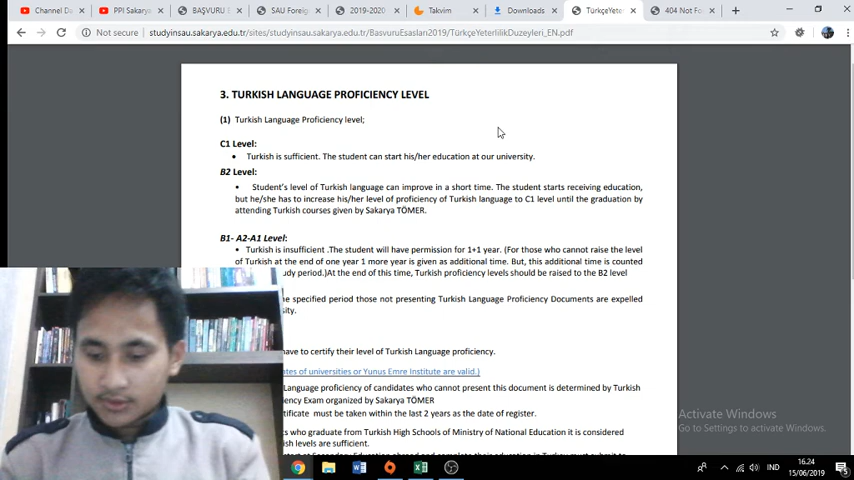 Channel Da
PPI Sakarya
BAŞVURU E
SAU Foreig
2019-2020
Takvim
Downloads
TürkçeYeter
404 Not Fo
Not secure
studyinsau.sakarya.edu.tr/sites/studyinsau.sakarya.edu.tr/BasvuruEsaslan2019/TürkçeYeterlilikDuzeyleri_EN.pdf
3. TURKISH LANGUAGE PROFICIENCY LEVEL
(1) Turkish Language Proficiency level;
C1 Level:
• Turkish is sufficient. The student can start his/her education at our university.
B2 Level:
• Student's level of Turkish language can improve in a short time. The student starts receiving education,
but he/she has to increase his/her level of proficiency of Turkish language to C1 level until the graduation by
attending Turkish courses given by Sakarya TÖMER.
B1- A2-A1 Level:
• Turkish is insufficient .The student will have permission for 1+1 year. (For those who cannot raise the level
of Turkish at the end of one year 1 more year is given as additional time. But, this additional time is counted
udy period.)At the end of this time, Turkish proficiency levels should be raised to the B2 level
e specified period those not presenting Turkish Language Proficiency Documents are expelled
sity.
have to certify their level of Turkish Language proficiency.
ates of universities or Yunus Emre Institute are valid.)
Language proficiency of candidates who cannot present this document is determined by Turkish
ency Exam organized by Sakarya TÖMER
tificate must be taken within the last 2 years as the date of register.
ts who graduate from Turkish High Schools of Ministry of National Education it is considered
ish levels are sufficient.
Activate Windows
Go to Settings to activate Windows.
IND
16.24
15/06/2019